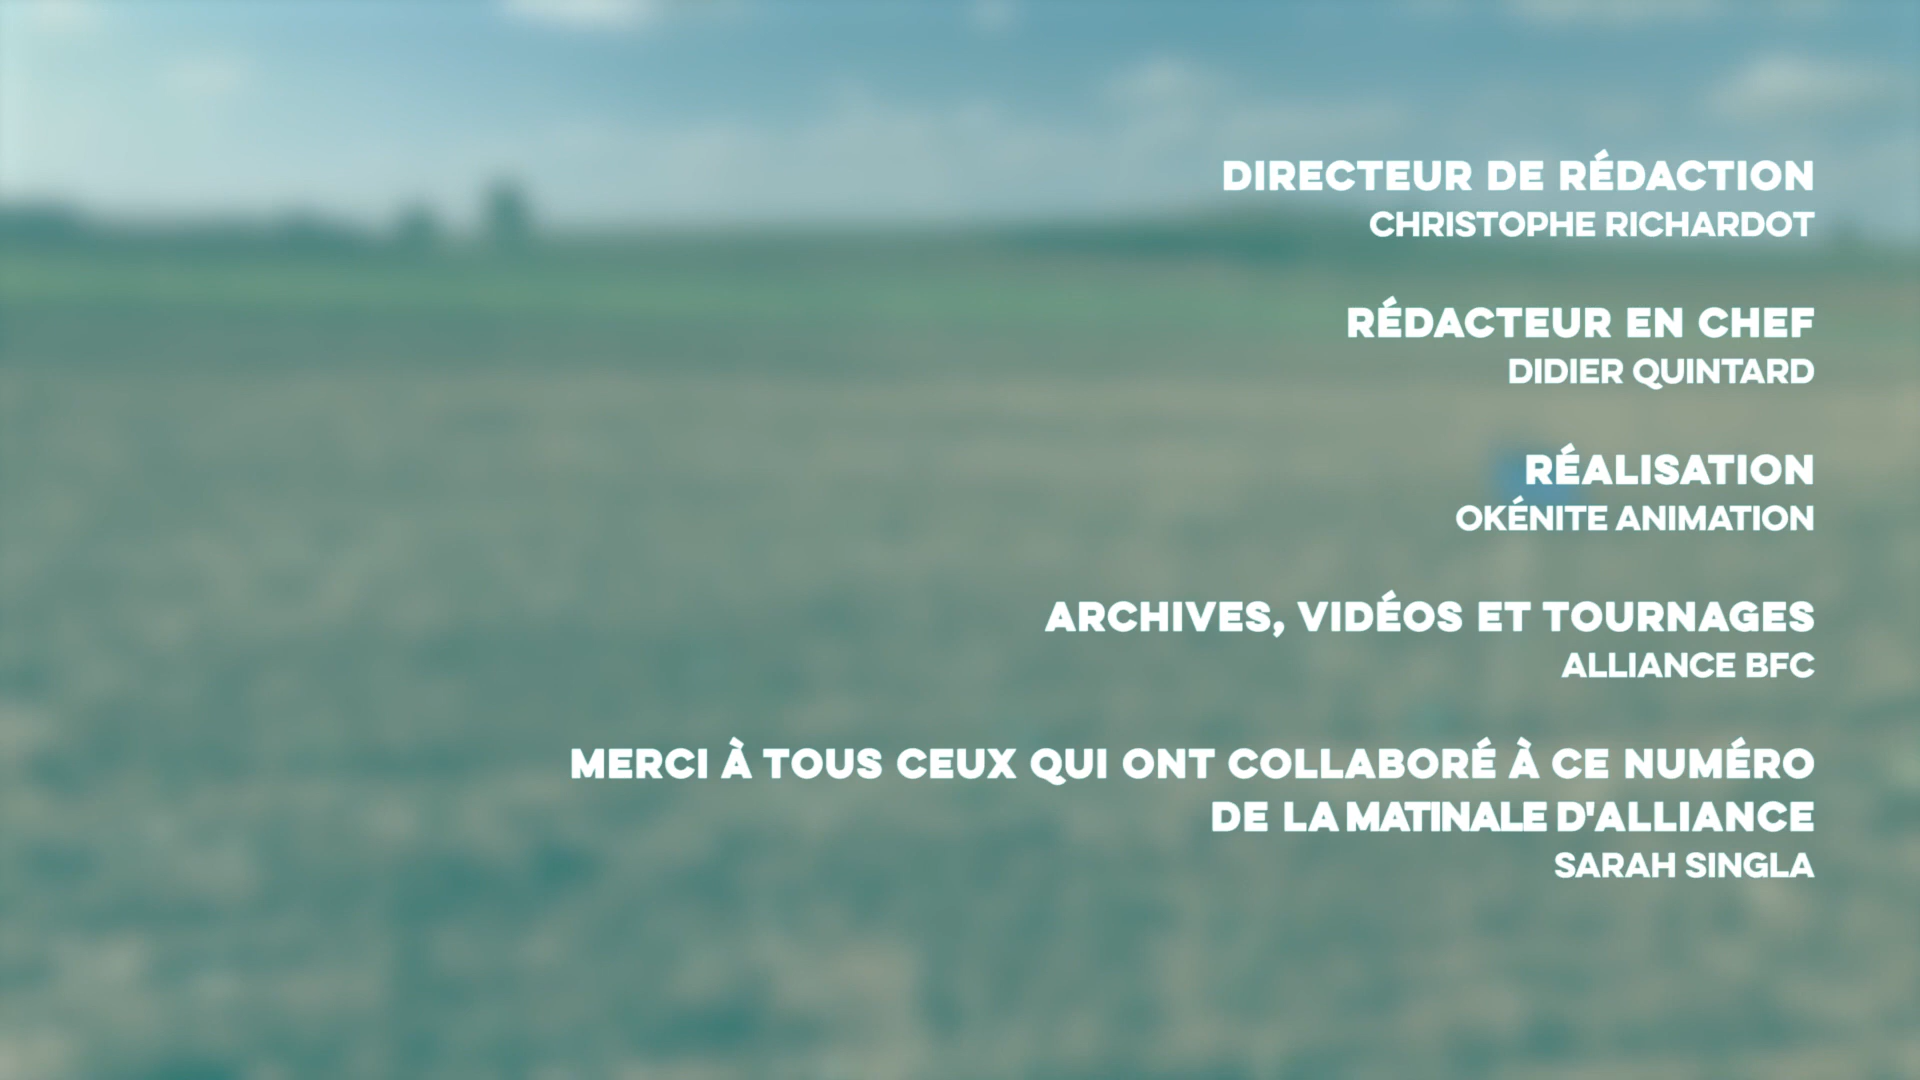 DIRECTEUR DE RÉDACTION
CHRISTOPHE RICHARDOT
RÉDACTEUR EN CHEF
DIDIER QUINTARD
RÉALISATION
OKÉNITE ANIMATION
ARCHIVES, VIDÉOS ET TOURNAGES
ALLIANCE BFC
MERCI À TOUS CEUX QUI ONT COLLABORÉ À CE NUMÉRO
DE LA MATINALE D'ALLIANCE
SARAH SINGLA